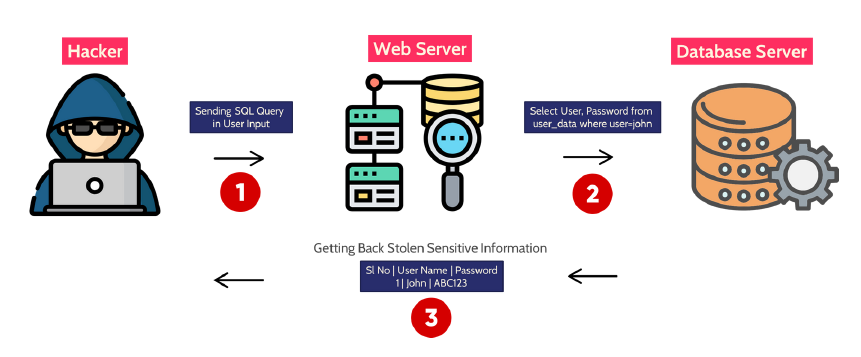 Hacker
Web Server
Database Server
Sending SQL Query
in User Input
Select User, Password from
user_data where user=john
1
2
Getting Back Stolen Sensitive Information
Sl No | User Name | Password
1 | John | ABC123
3